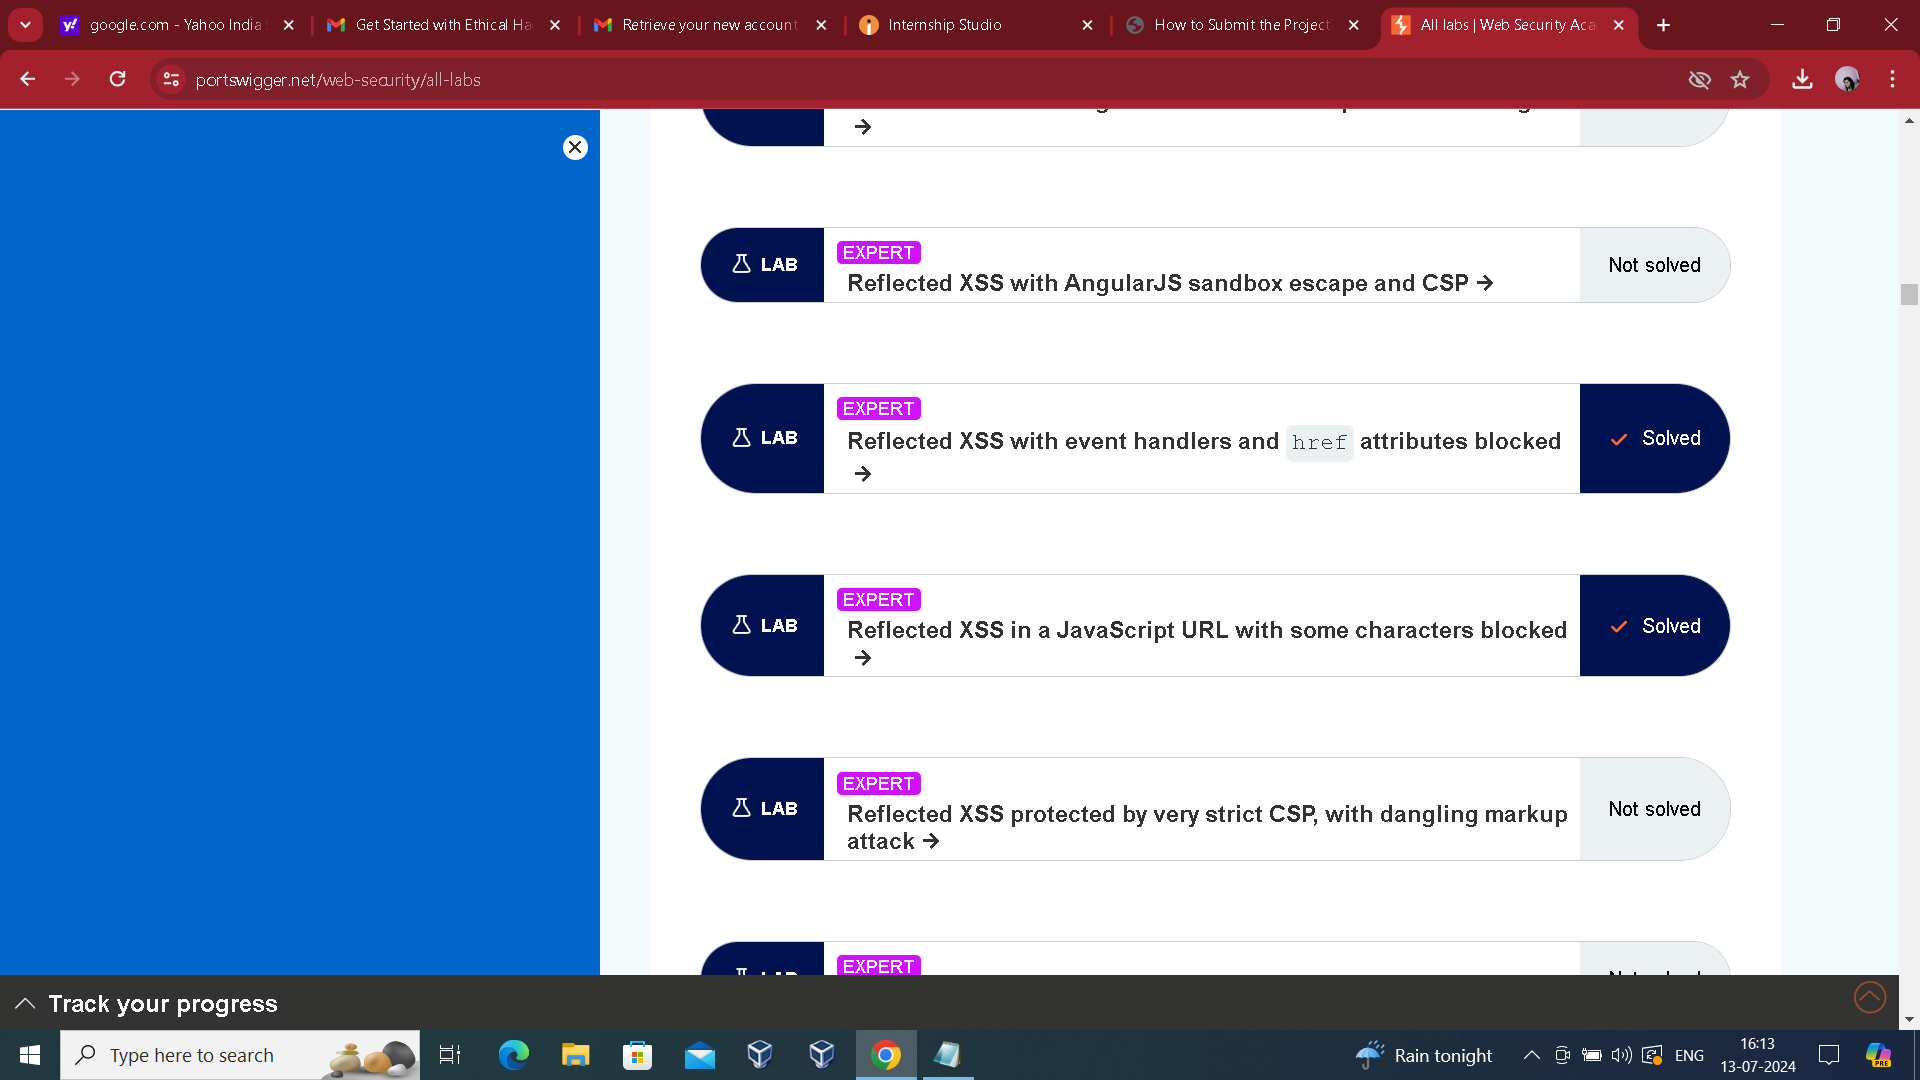 google.com - Yahoo India
Get Started with Ethical Ha
Retrieve your new account
Internship Studio
How to Submit the Project
All labs | Web Security Aca
portswigger.net/web-security/all-labs
LAB
EXPERT
Reflected XSS with AngularJS sandbox escape and CSP →
Not solved
LAB
EXPERT
Reflected XSS with event handlers and href attributes blocked
→
Solved
LAB
EXPERT
Reflected XSS in a JavaScript URL with some characters blocked
→
Solved
LAB
EXPERT
Reflected XSS protected by very strict CSP, with dangling markup
attack →
Not solved
EXPERT
Track your progress
Type here to search
Rain tonight
ENG
16:13
13-07-2024
PRE